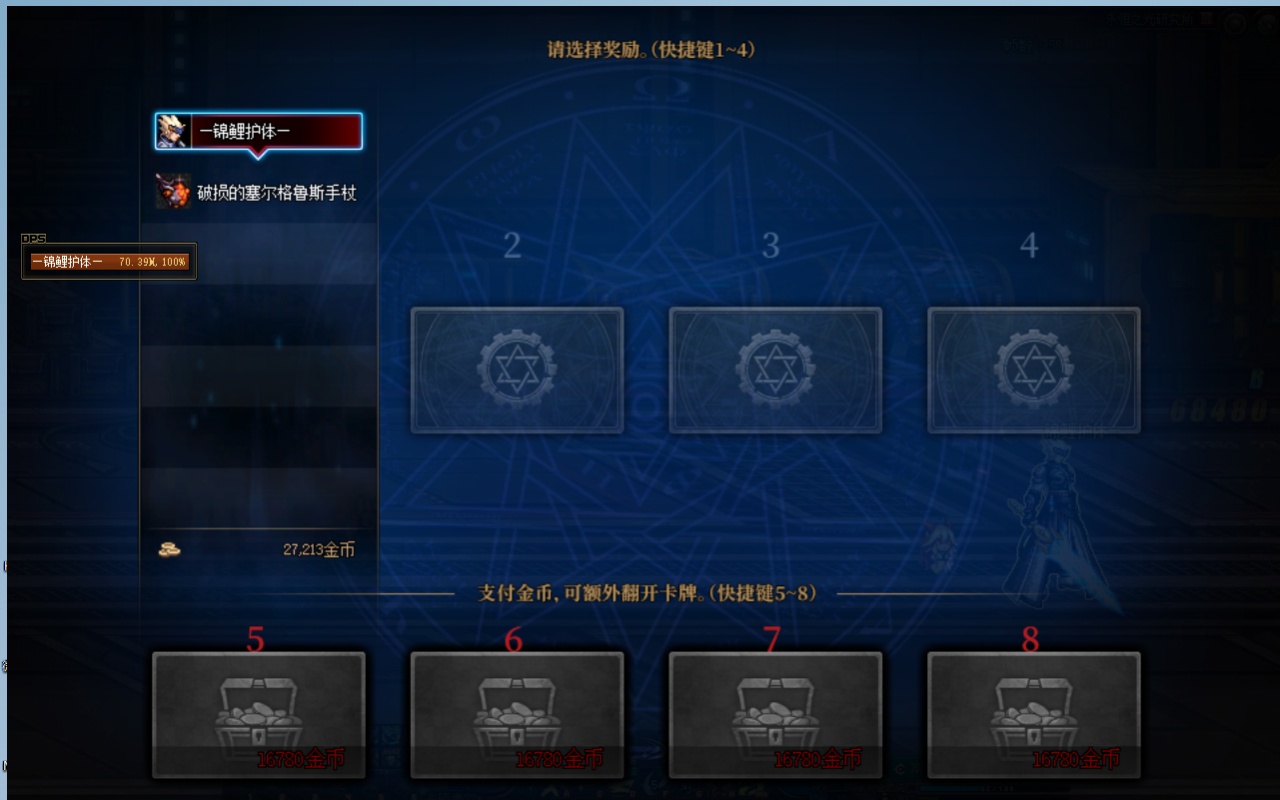 请选择奖励。(快捷键1~4)
一锦鲤护体一
破损的塞尔格鲁斯手杖
2
3
4
DPS
一锦鲤护体一 70.39M, 100%
27,213金币
支付金币,可额外翻开卡牌。(快捷键5~8)
5
6
7
8
16780金币
16780金币
16780金币
16780金币